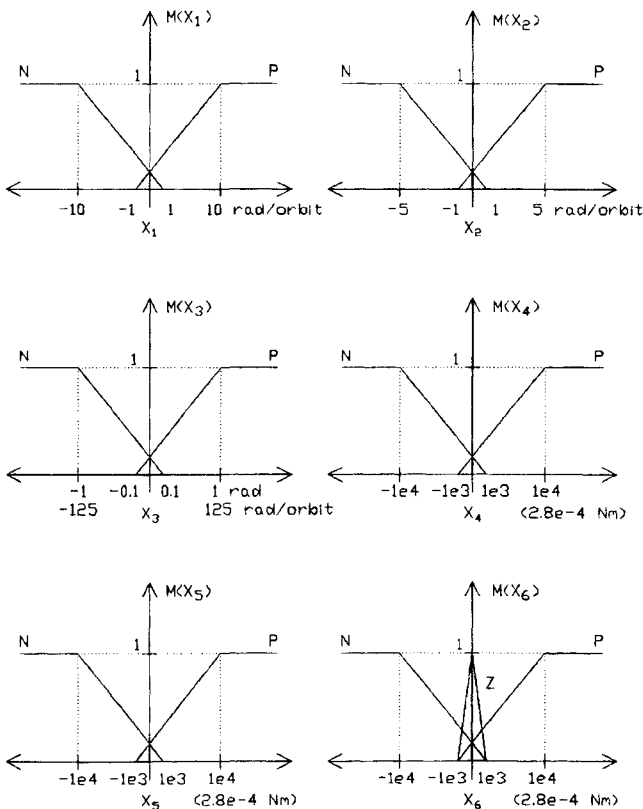 M(X1)
N 1 P
-10 -1 1 10 rad/orbit
X1
M(X2)
N 1 P
-5 -1 1 5 rad/orbit
X2
M(X3)
N 1 P
-1 -0.1 0.1 1 rad
-125 125 rad/orbit
X3
M(X4)
N 1 P
-1e4 -1e3 1e3 1e4
X4 (2.8e-4 Nm)
M(X5)
N 1 P
-1e4 -1e3 1e3 1e4
X5 (2.8e-4 Nm)
M(X6)
N 1 P
Z
-1e4 -1e3 1e3 1e4
X6 (2.8e-4 Nm)